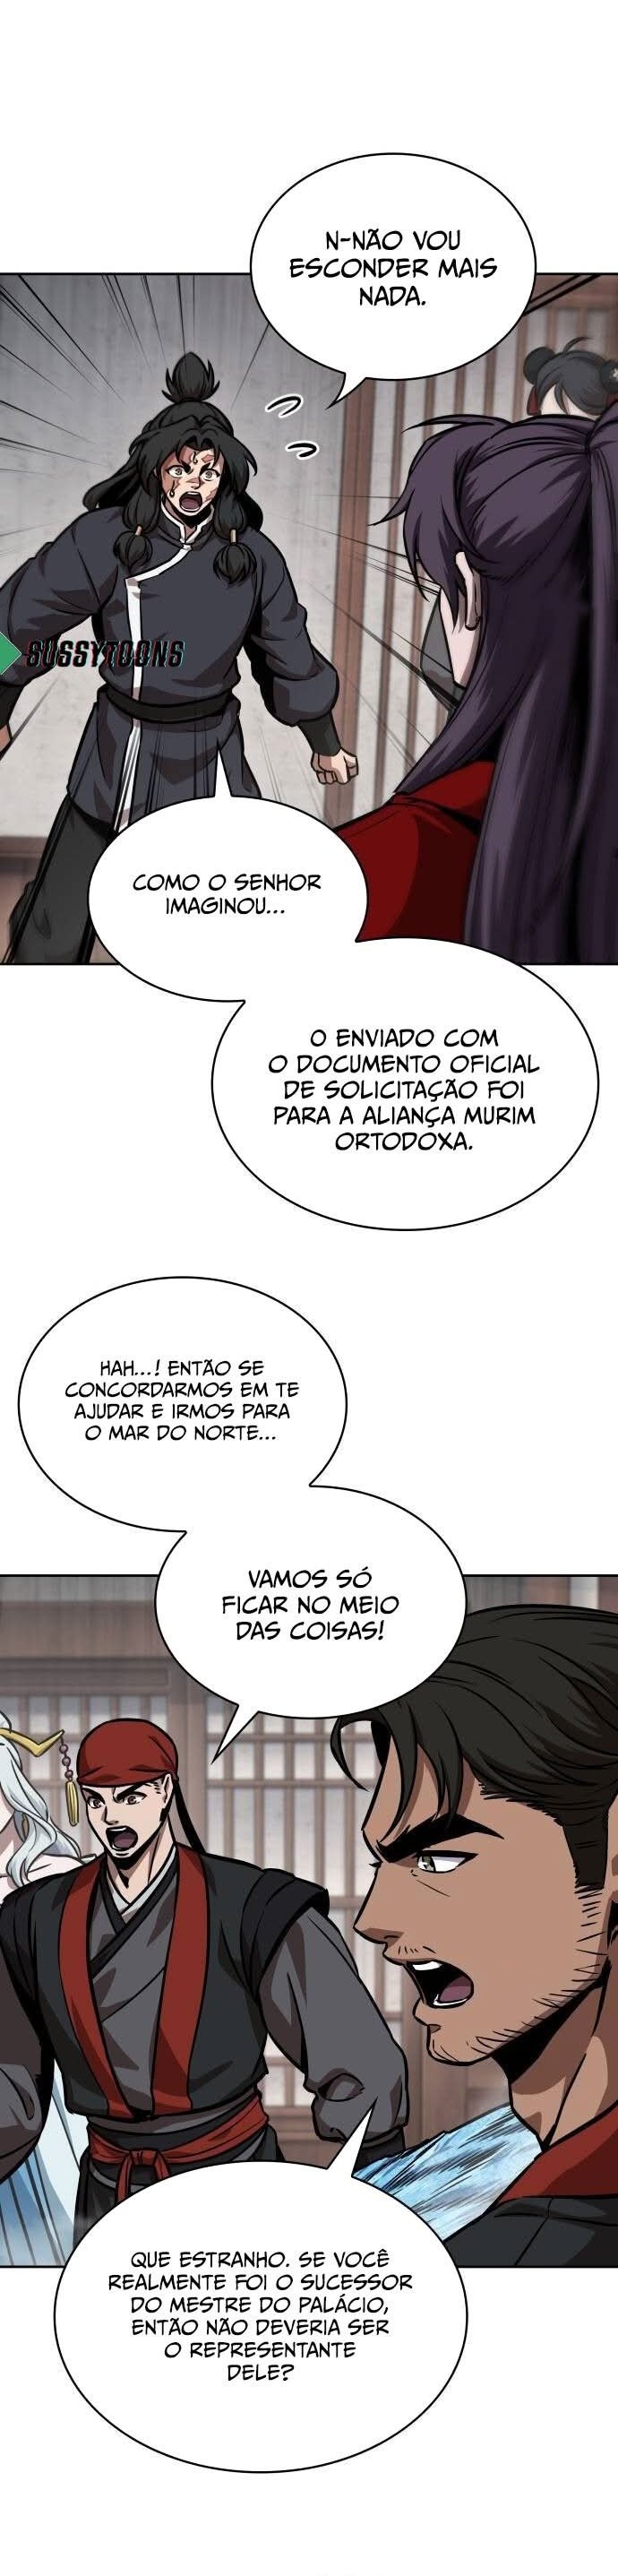 N-NÃO VOU
ESCONDER MAIS
NADA.
SUSSYTOONS
COMO O SENHOR
IMAGINOU...
O ENVIADO COM
O DOCUMENTO OFICIAL
DE SOLICITAÇÃO FOI
PARA A ALIANÇA MURIM
ORTODOXA.
HAH...! ENTÃO SE
CONCORDARMOS EM TE
AJUDAR E IRMOS PARA
O MAR DO NORTE...
VAMOS SÓ
FICAR NO MEIO
DAS COISAS!
QUE ESTRANHO. SE VOCÊ
REALMENTE FOI O SUCESSOR
DO MESTRE DO PALÁCIO,
ENTÃO NÃO DEVERIA SER
O REPRESENTANTE
DELE?